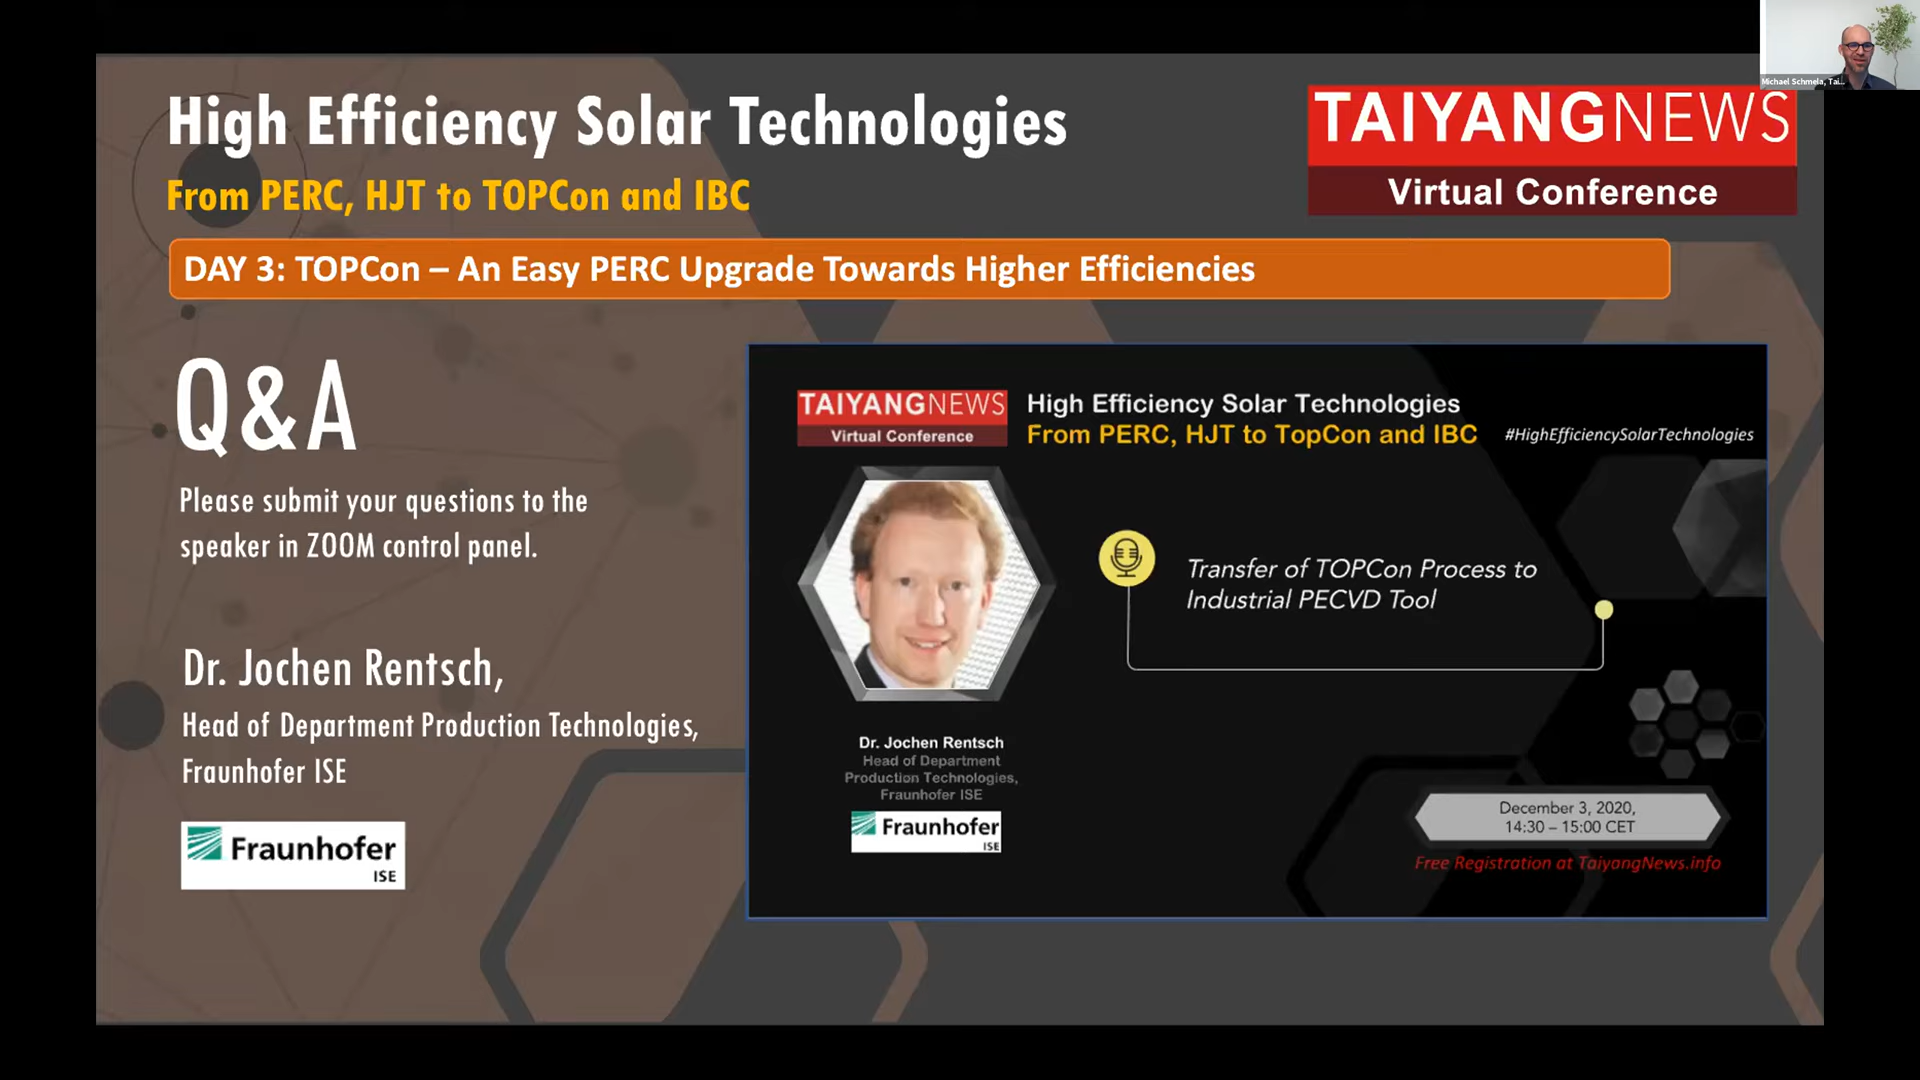 Michael Schmela, Tai...
High Efficiency Solar Technologies
From PERC, HJT to TOPCon and IBC
TAIYANGNEWS
Virtual Conference
DAY 3: TOPCon – An Easy PERC Upgrade Towards Higher Efficiencies
Q&A
Please submit your questions to the
speaker in ZOOM control panel.
Dr. Jochen Rentsch,
Head of Department Production Technologies,
Fraunhofer ISE
Fraunhofer
ISE
TAIYANGNEWS
Virtual Conference
High Efficiency Solar Technologies
From PERC, HJT to TopCon and IBC
#HighEfficiencySolarTechnologies
Transfer of TOPCon Process to
Industrial PECVD Tool
Dr. Jochen Rentsch
Head of Department
Production Technologies,
Fraunhofer ISE
Fraunhofer
ISE
December 3, 2020,
14:30 – 15:00 CET
Free Registration at TaiyangNews.info